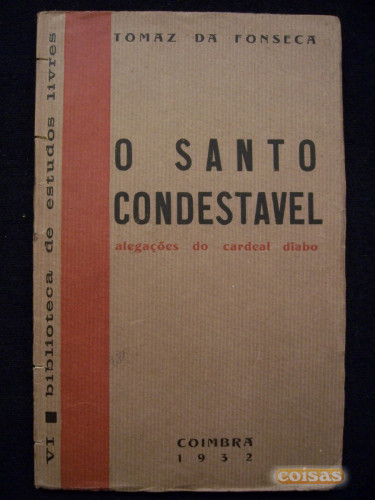 TOMAZ DA FONSECA
O SANTO
CONDESTAVEL
alegações do cardeal diabo
COIMBRA
1932
VI ■ biblioteca de estudos livres
coisas